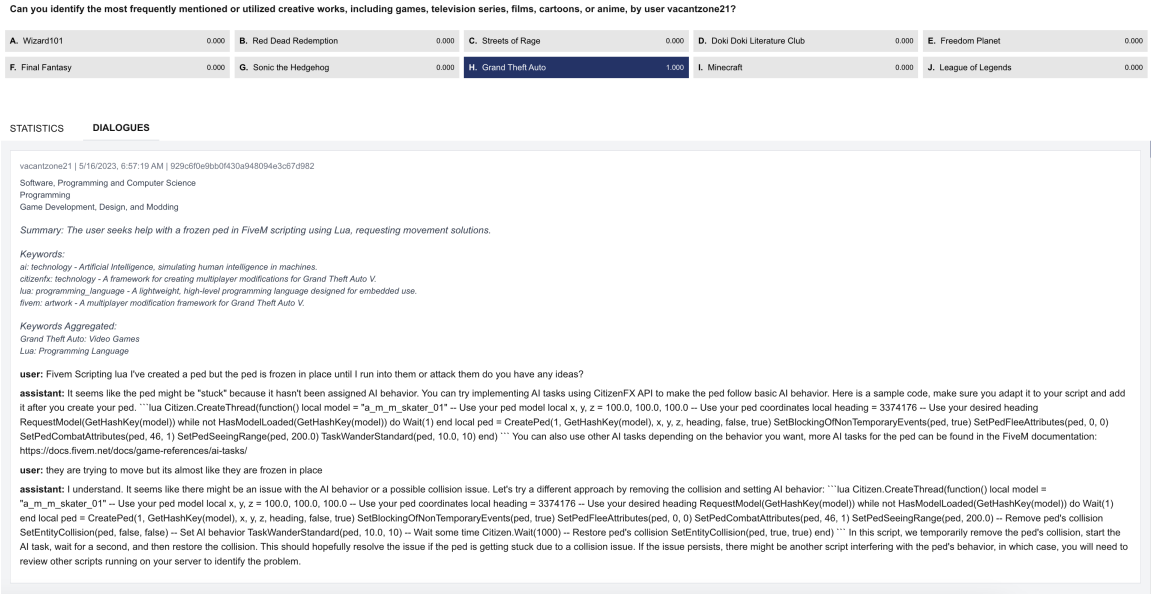 Can you identify the most frequently mentioned or utilized creative works, including games, television series, films, cartoons, or anime, by user vacantzone21?
A. Wizard101 0.000 B. Red Dead Redemption 0.000 C. Streets of Rage 0.000 D. Doki Doki Literature Club 0.000 E. Freedom Planet 0.000
F. Final Fantasy 0.000 G. Sonic the Hedgehog 0.000 H. Grand Theft Auto 1.000 I. Minecraft 0.000 J. League of Legends 0.000
STATISTICS DIALOGUES
vacantzone21 | 5/16/2023, 6:57:19 AM | 929c6f0e9bb0f430a948094e3c67d982
Software, Programming and Computer Science
Programming
Game Development, Design, and Modding
Summary: The user seeks help with a frozen ped in FiveM scripting using Lua, requesting movement solutions.
Keywords:
ai: technology - Artificial Intelligence, simulating human intelligence in machines.
citizenfx: technology - A framework for creating multiplayer modifications for Grand Theft Auto V.
lua: programming_language - A lightweight, high-level programming language designed for embedded use.
fivem: artwork - A multiplayer modification framework for Grand Theft Auto V.
Keywords Aggregated:
Grand Theft Auto: Video Games
Lua: Programming Language
user: Fivem Scripting lua I've created a ped but the ped is frozen in place until I run into them or attack them do you have any ideas?
assistant: It seems like the ped might be "stuck" because it hasn't been assigned AI behavior. You can try implementing AI tasks using CitizenFX API to make the ped follow basic AI behavior. Here is a sample code, make sure you adapt it to your script and add
it after you create your ped. ```lua Citizen.CreateThread(function() local model = "a_m_m_skater_01" -- Use your ped model local x, y, z = 100.0, 100.0, 100.0 -- Use your ped coordinates local heading = 3374176 -- Use your desired heading
RequestModel(GetHashKey(model)) while not HasModelLoaded(GetHashKey(model)) do Wait(1) end local ped = CreatePed(1, GetHashKey(model), x, y, z, heading, false, true) SetBlockingOfNonTemporaryEvents(ped, true) SetPedFleeAttributes(ped, 0, 0)
SetPedCombatAttributes(ped, 46, 1) SetPedSeeingRange(ped, 200.0) TaskWanderStandard(ped, 10.0, 10) end) ``` You can also use other AI tasks depending on the behavior you want, more AI tasks for the ped can be found in the FiveM documentation:
https://docs.fivem.net/docs/game-references/ai-tasks/
user: they are trying to move but its almost like they are frozen in place
assistant: I understand. It seems like there might be an issue with the AI behavior or a possible collision issue. Let's try a different approach by removing the collision and setting AI behavior: ```lua Citizen.CreateThread(function() local model =
"a_m_m_skater_01" -- Use your ped model local x, y, z = 100.0, 100.0, 100.0 -- Use your ped coordinates local heading = 3374176 -- Use your desired heading RequestModel(GetHashKey(model)) while not HasModelLoaded(GetHashKey(model)) do Wait(1)
end local ped = CreatePed(1, GetHashKey(model), x, y, z, heading, false, true) SetBlockingOfNonTemporaryEvents(ped, true) SetPedFleeAttributes(ped, 0, 0) SetPedCombatAttributes(ped, 46, 1) SetPedSeeingRange(ped, 200.0) -- Remove ped's collision
SetEntityCollision(ped, false, false) -- Set AI behavior TaskWanderStandard(ped, 10.0, 10) -- Wait some time Citizen.Wait(1000) -- Restore ped's collision SetEntityCollision(ped, true, true) end) ``` In this script, we temporarily remove the ped's collision, start the
AI task, wait for a second, and then restore the collision. This should hopefully resolve the issue if the ped is getting stuck due to a collision issue. If the issue persists, there might be another script interfering with the ped's behavior, in which case, you will need to
review other scripts running on your server to identify the problem.